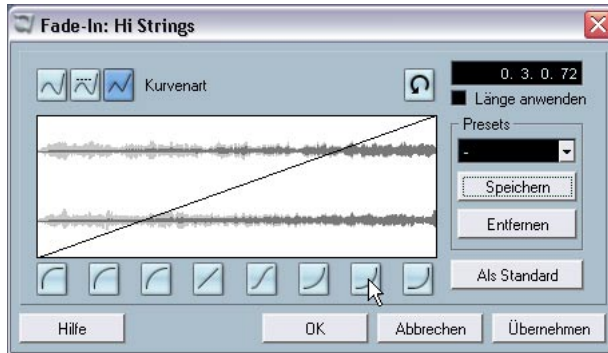 Fade-In: Hi Strings
Kurvenart
0. 3. 0. 72
Länge anwenden
Presets
-
Speichern
Entfernen
Als Standard
Hilfe
OK
Abbrechen
Übernehmen